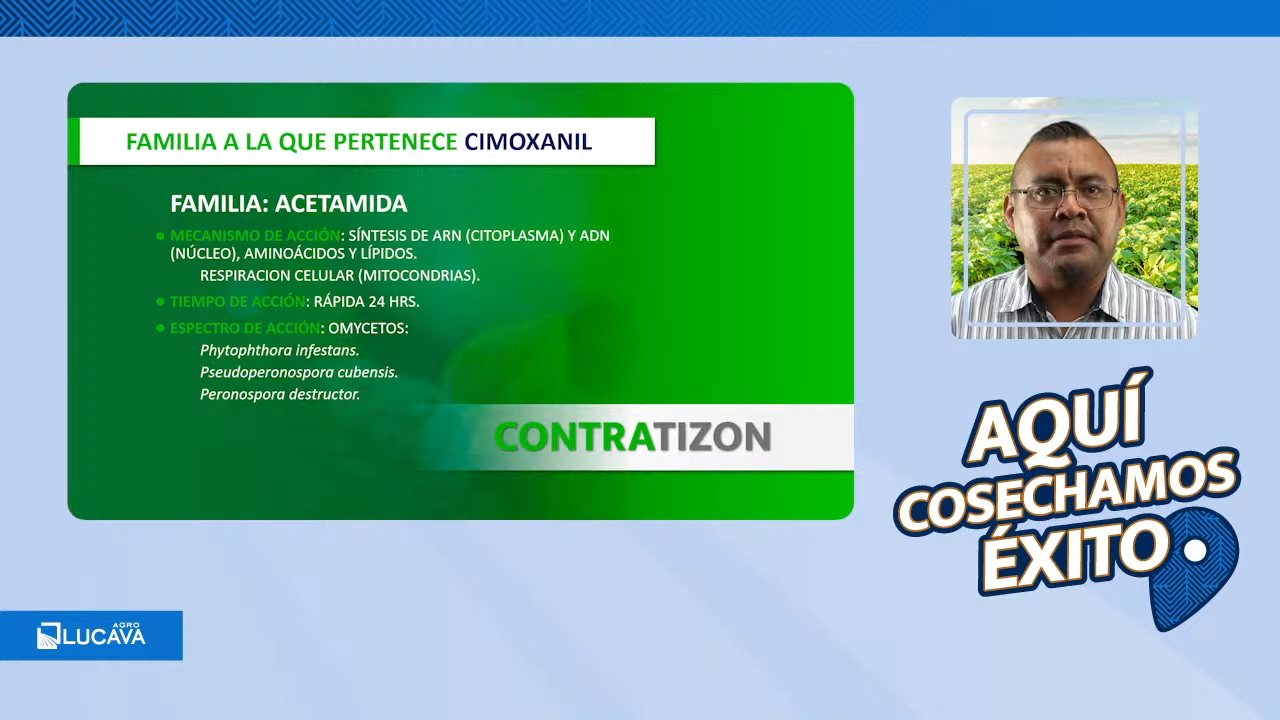 FAMILIA A LA QUE PERTENECE CIMOXANIL
FAMILIA: ACETAMIDA
• MECANISMO DE ACCIÓN: SÍNTESIS DE ARN (CITOPLASMA) Y ADN
(NÚCLEO), AMINOÁCIDOS Y LÍPIDOS.
RESPIRACION CELULAR (MITOCONDRIAS).
• TIEMPO DE ACCIÓN: RÁPIDA 24 HRS.
• ESPECTRO DE ACCIÓN: OMYCETOS:
Phytophthora infestans.
Pseudoperonospora cubensis.
Peronospora destructor.
CONTRATIZON
AQUÍ
COSECHAMOS
ÉXITO
AGRO
LUCAVA